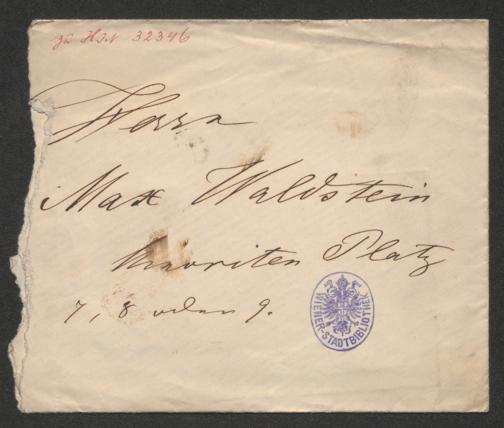 zu H.I.N. 32346
Herrn
Max Waldstein
Minoriten Platz
7, 8 oder 9.
WIENER-STADTBIBLIOTHEK